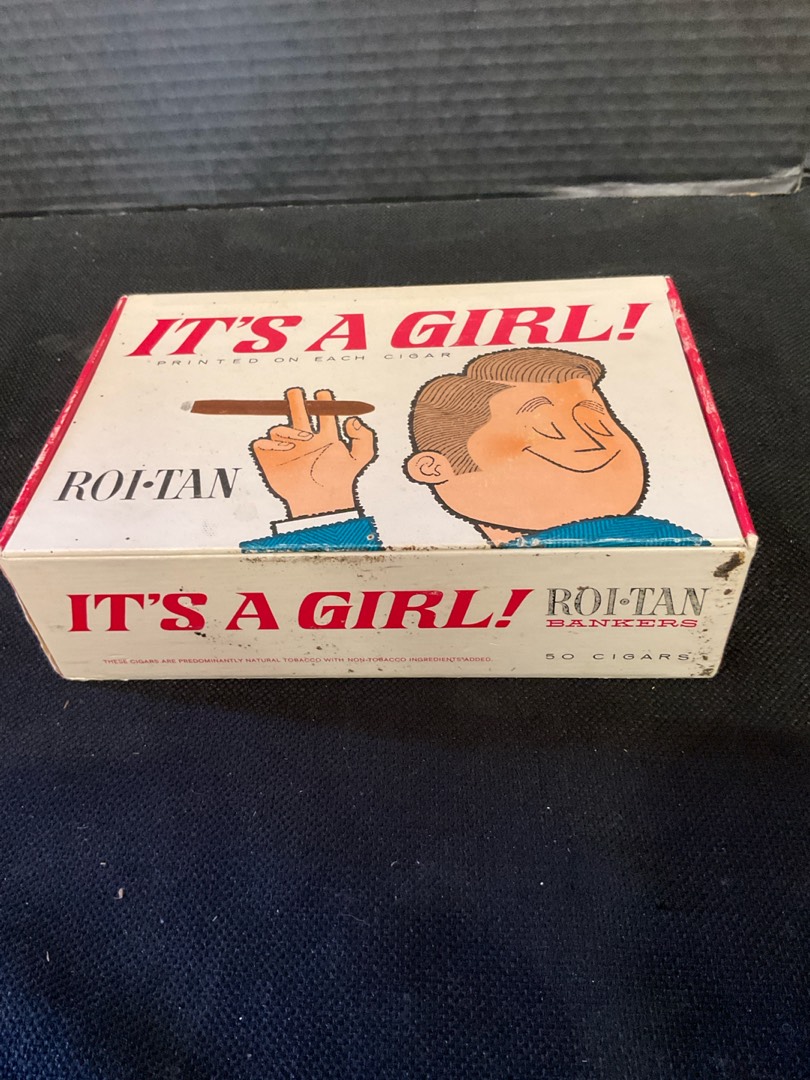 IT'S A GIRL!
PRINTED ON EACH CIGAR
ROI•TAN
IT'S A GIRL!
ROI•TAN
BANKERS
THESE CIGARS ARE PREDOMINANTLY NATURAL TOBACCO WITH NON-TOBACCO INGREDIENTS ADDED.
50 CIGARS